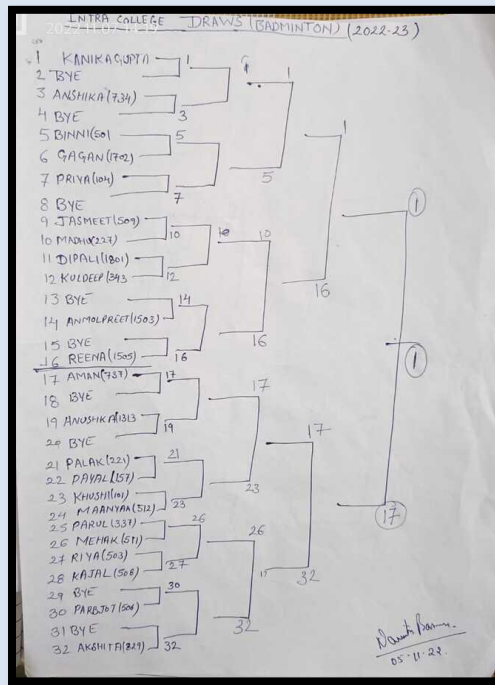 INTRA COLLEGE DRAWS (BADMINTON) (2022-23)
1 KANIKA GUPTA
2 BYE
3 ANSHIKA (734)
4 BYE
5 BINNI (501
6 GAGAN (1702)
7 PRIYA (104)
8 BYE
9 JASMEET (509)
10 MADHU (227)
11 DIPALI (1801)
12 KULDEEP (343
13 BYE
14 ANMOLPREET (1503)
15 BYE
16 REENA (1505)
17 AMAN (737)
18 BYE
19 ANUSHKA (1313
20 BYE
21 PALAK (221)
22 PAYAL (157)
23 KHUSHI (101)
24 MAANYAA (512)
25 PARUL (337)
26 MEHAK (511)
27 RIYA (503)
28 KAJAL (506)
29 BYE
30 PARBJOT (506)
31 BYE
32 AKSHITA (829)
1
3
5
7
10
12
14
16
17
19
21
23
26
27
30
32
1
5
10
16
17
23
26
32
1
16
17
32
1
17
1
05-11-22